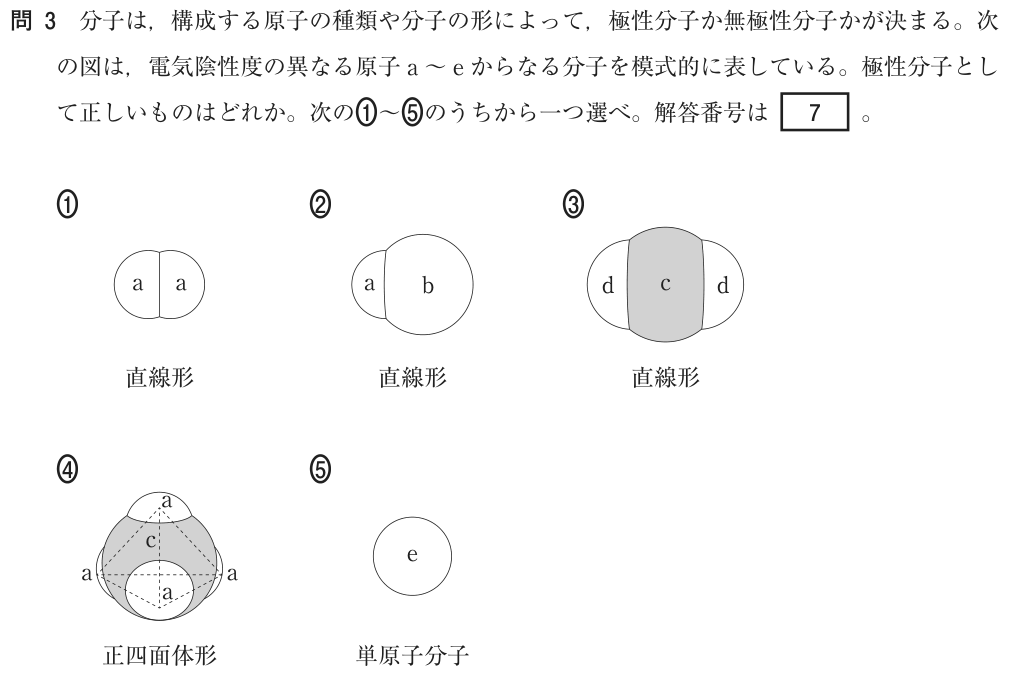 問3 分子は，構成する原子の種類や分子の形によって，極性分子か無極性分子かが決まる。次
の図は，電気陰性度の異なる原子a～eからなる分子を模式的に表している。極性分子とし
て正しいものはどれか。次の①～⑤のうちから一つ選べ。解答番号は 7 。
① ② ③
a a a b d c d
直線形 直線形 直線形
④ ⑤
a
c e
a a
a
正四面体形 単原子分子